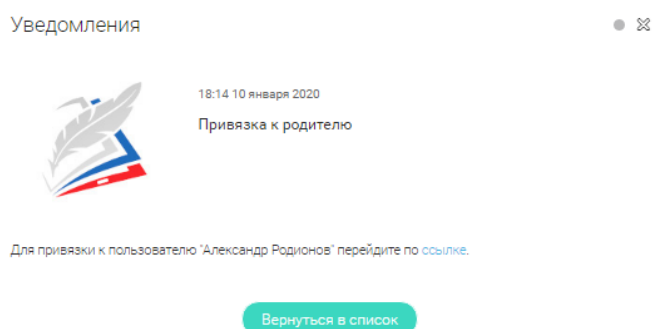 Уведомления
18:14 10 января 2020
Привязка к родителю
Для привязки к пользователю "Александр Родионов" перейдите по ссылке.
Вернуться в список